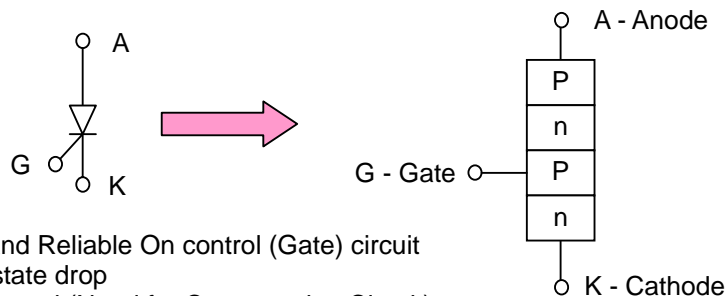 A
G
K
A - Anode
P
n
G - Gate
P
n
K - Cathode
nd Reliable On control (Gate) circuit
state drop